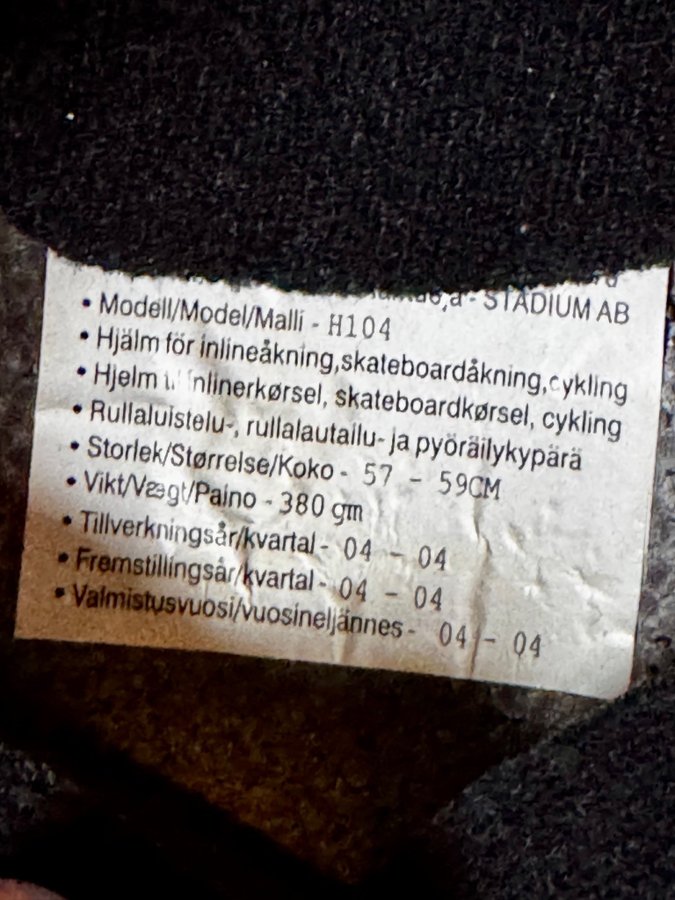 - STADIUM AB
• Modell/Model/Malli - H104
• Hjälm för inlineåkning,skateboardåkning,cykling
• Hjelm inlinerkørsel, skateboardkørsel, cykling
• Rullaluistelu-, rullalautailu- ja pyöräilykypärä
• Storlek/Størrelse/Koko - 57 - 59CM
• Vikt/Vægt/Paino - 380 gm
• Tillverkningsår/kvartal - 04 - 04
• Fremstillingsår/kvartal - 04 - 04
• Valmistusvuosi/vuosineljännes - 04 - 04